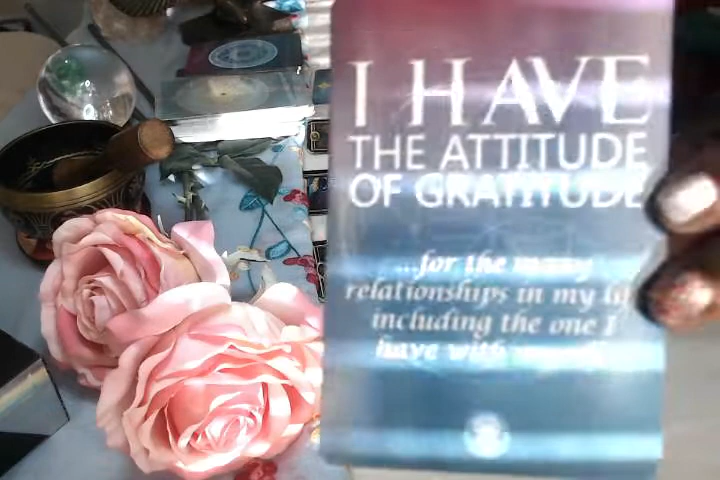 I HAVE
THE ATTITUDE
OF GRATITUDE
...for the many
relationships in my
including the one I
have with